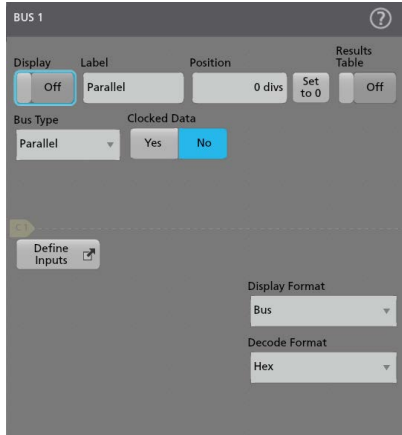 BUS 1
?
Display
Label
Position
Results
Table
Off
Parallel
0 divs
Set
to 0
Off
Bus Type
Clocked Data
Parallel
Yes
No
C 1
Define
Inputs
Display Format
Bus
Decode Format
Hex